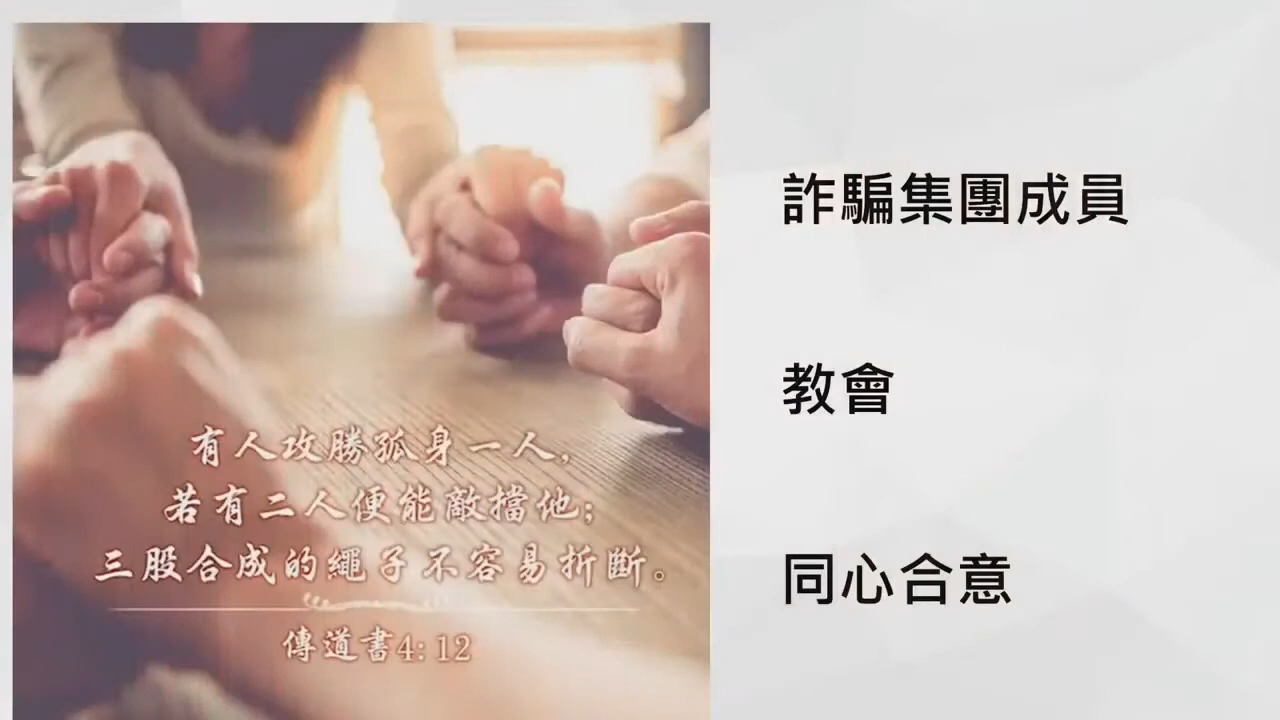 有人攻勝孤身一人,
若有二人便能敵擋他;
三股合成的繩子不容易折斷。
傳道書4:12
詐騙集團成員
教會
同心合意